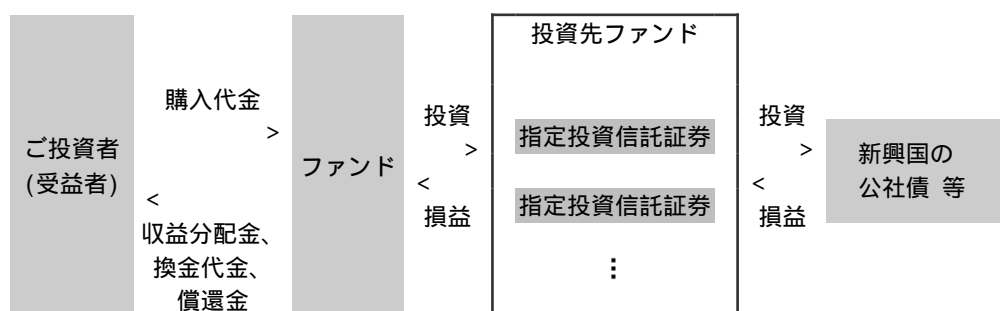 ご投資者
(受益者)
購入代金
>
<
収益分配金、
換金代金、
償還金
ファンド
投資
>
<
損益
投資先ファンド
指定投資信託証券
指定投資信託証券
⋮
投資
>
<
損益
新興国の
公社債 等